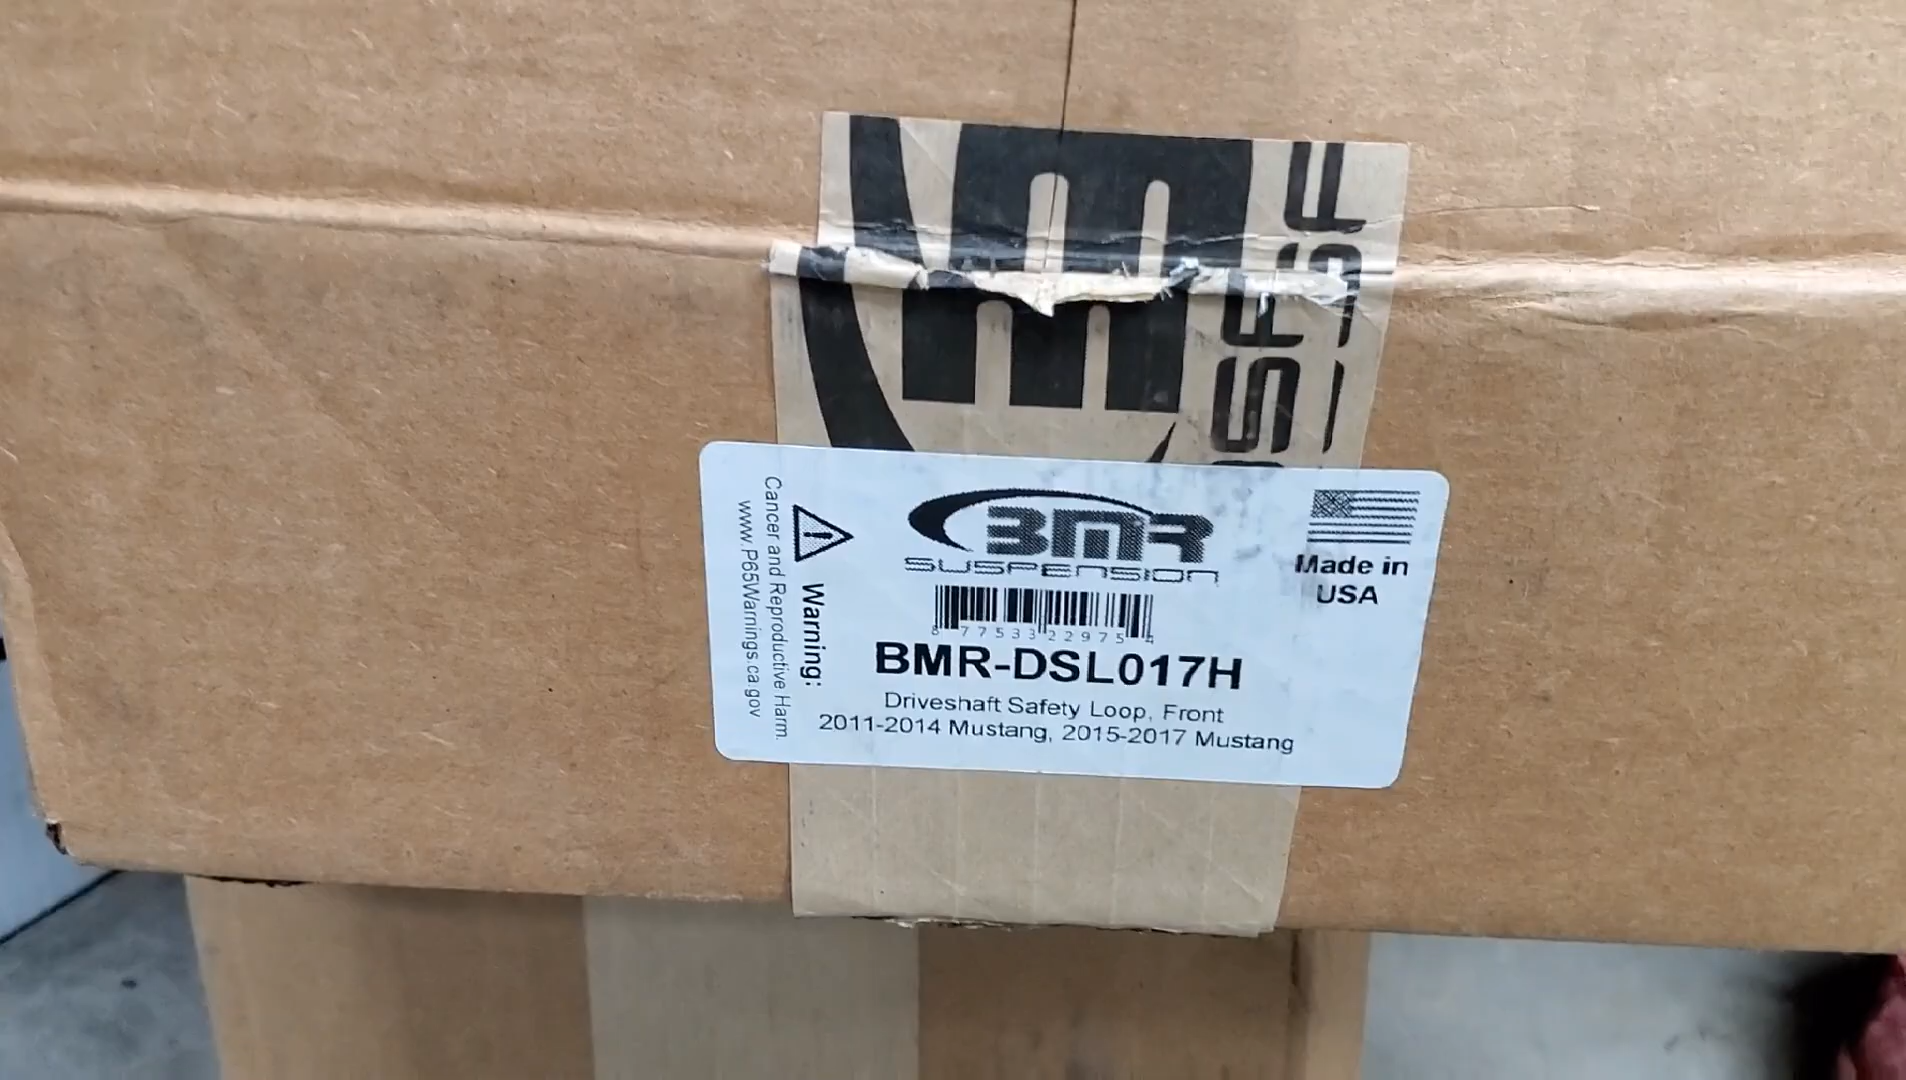 BMR
SUSPENSION
Made in
USA
8 77533 22975 4
BMR-DSL017H
Driveshaft Safety Loop, Front
2011-2014 Mustang, 2015-2017 Mustang
Warning:
Cancer and Reproductive Harm.
www.P65Warnings.ca.gov